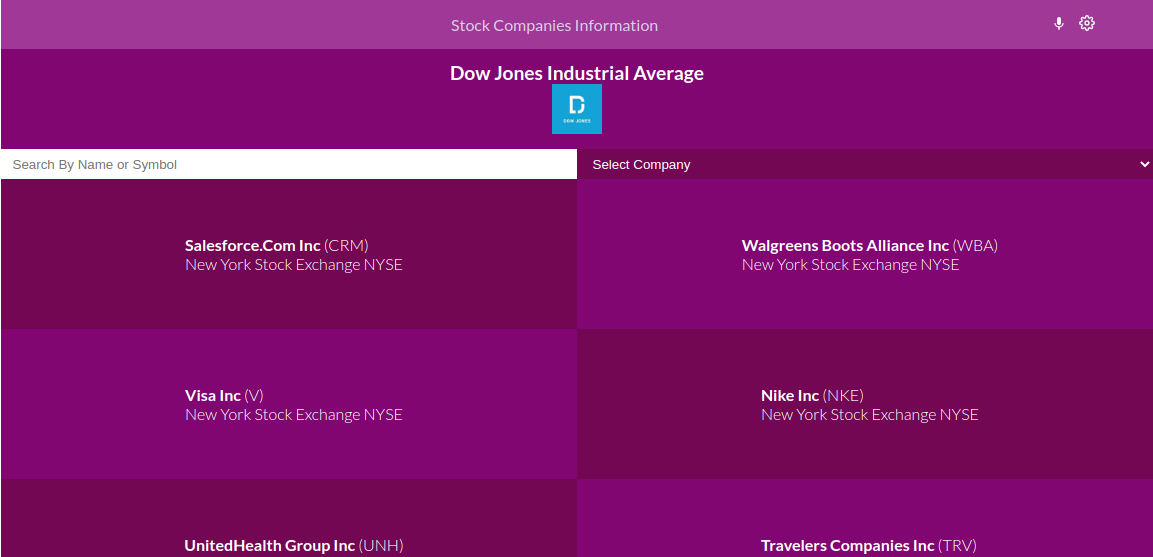 Stock Companies Information
Dow Jones Industrial Average
D
DOW JONES
Search By Name or Symbol
Select Company
Salesforce.Com Inc (CRM)
New York Stock Exchange NYSE
Walgreens Boots Alliance Inc (WBA)
New York Stock Exchange NYSE
Visa Inc (V)
New York Stock Exchange NYSE
Nike Inc (NKE)
New York Stock Exchange NYSE
UnitedHealth Group Inc (UNH)
Travelers Companies Inc (TRV)